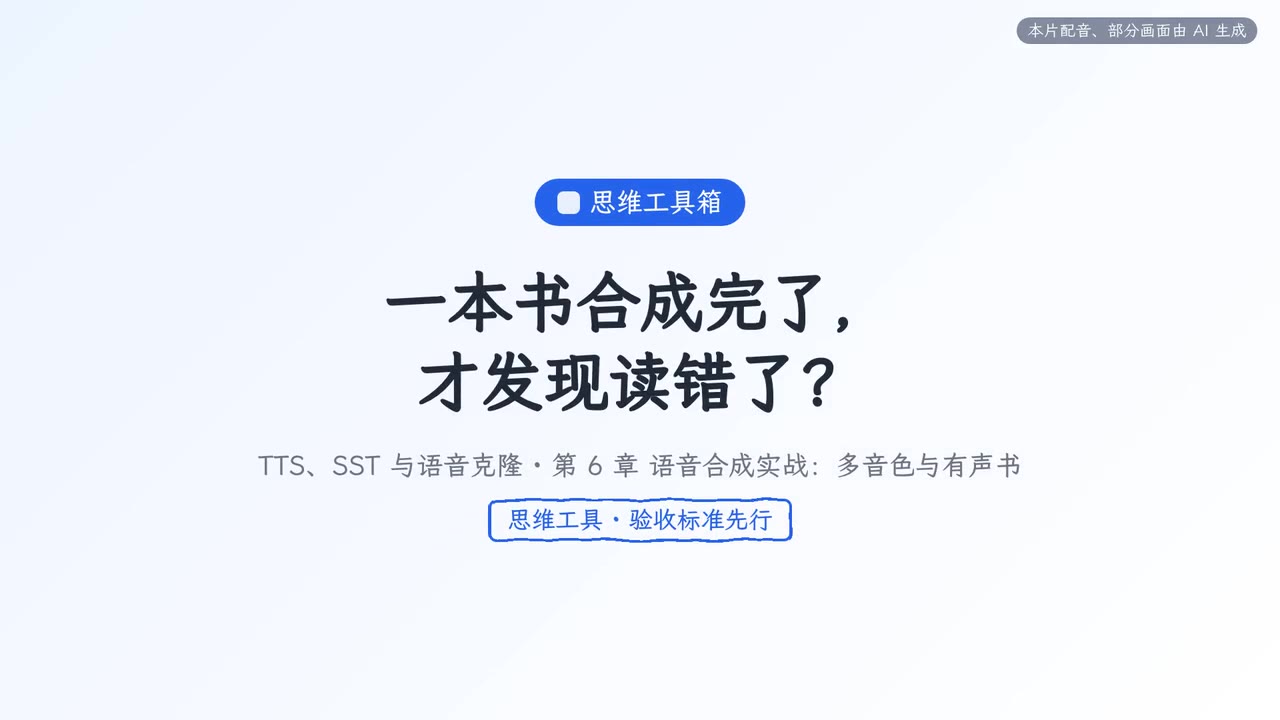 本片配音、部分画面由 AI 生成
思维工具箱
一本书合成完了，
才发现读错了？
TTS、SST 与语音克隆·第 6 章 语音合成实战：多音色与有声书
思维工具·验收标准先行